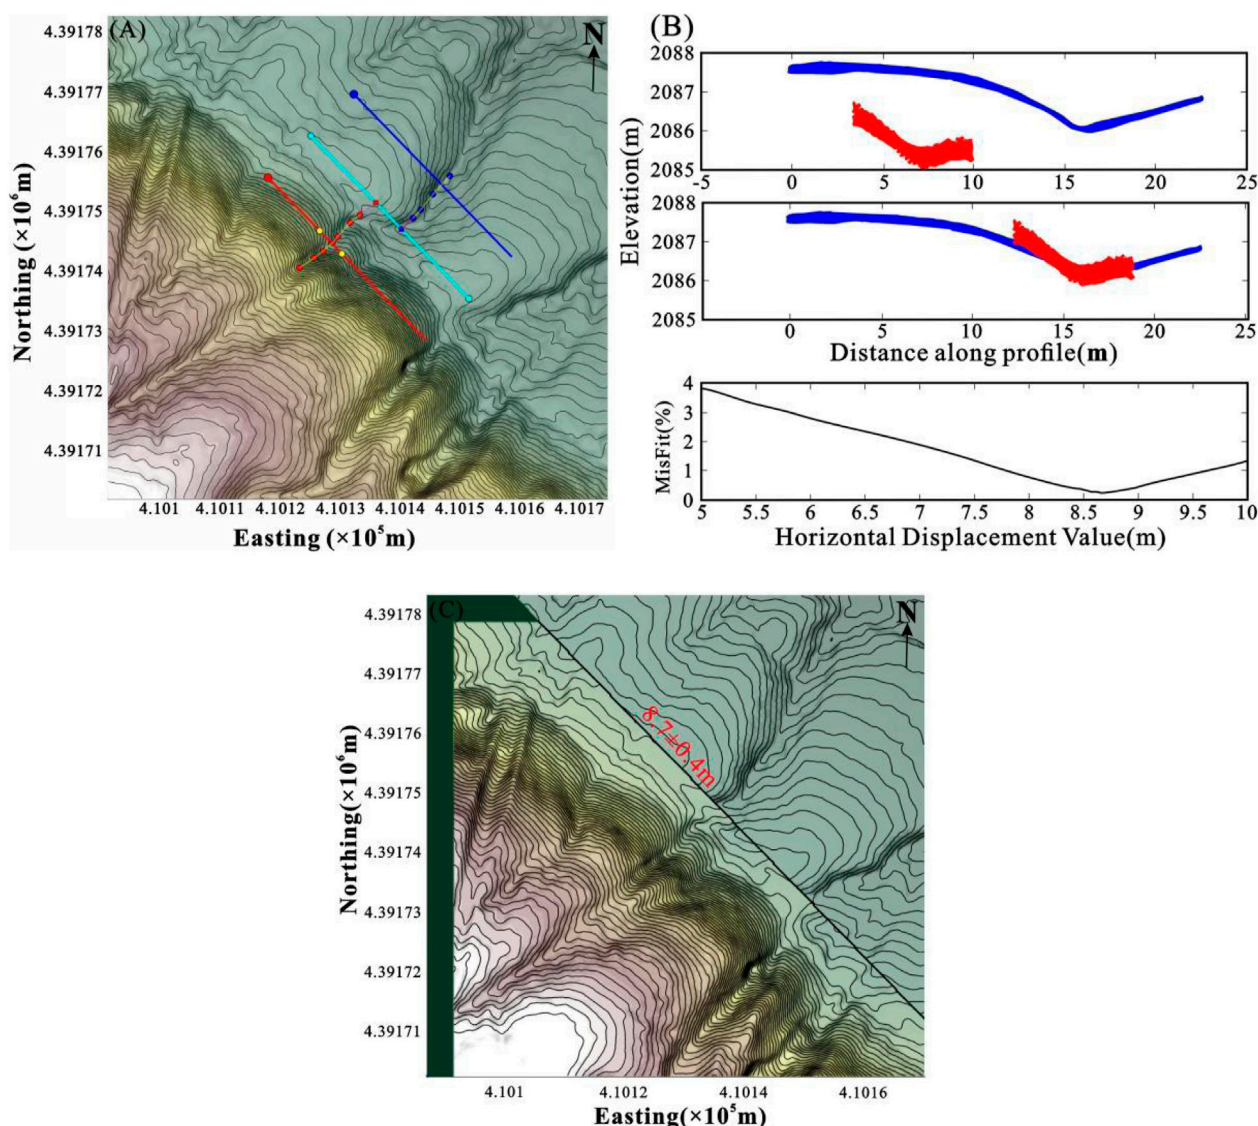 (A)
N
4.39178
4.39177
4.39176
4.39175
4.39174
4.39173
4.39172
4.39171
Northing (×10⁶m)
4.101 4.1011 4.1012 4.1013 4.1014 4.1015 4.1016 4.1017
Easting (×10⁵m)
(B)
2088
2087
2086
2085
-5 0 5 10 15 20 25
Elevation(m)
2088
2087
2086
2085
0 5 10 15 20 25
Distance along profile(m)
4
3
2
1
0
MisFit(%)
5 5.5 6 6.5 7 7.5 8 8.5 9 9.5 10
Horizontal Displacement Value(m)
(C)
N
4.39178
4.39177
4.39176
4.39175
4.39174
4.39173
4.39172
4.39171
Northing(×10⁶m)
8.7±0.4m
4.101 4.1012 4.1014 4.1016
Easting(×10⁵m)